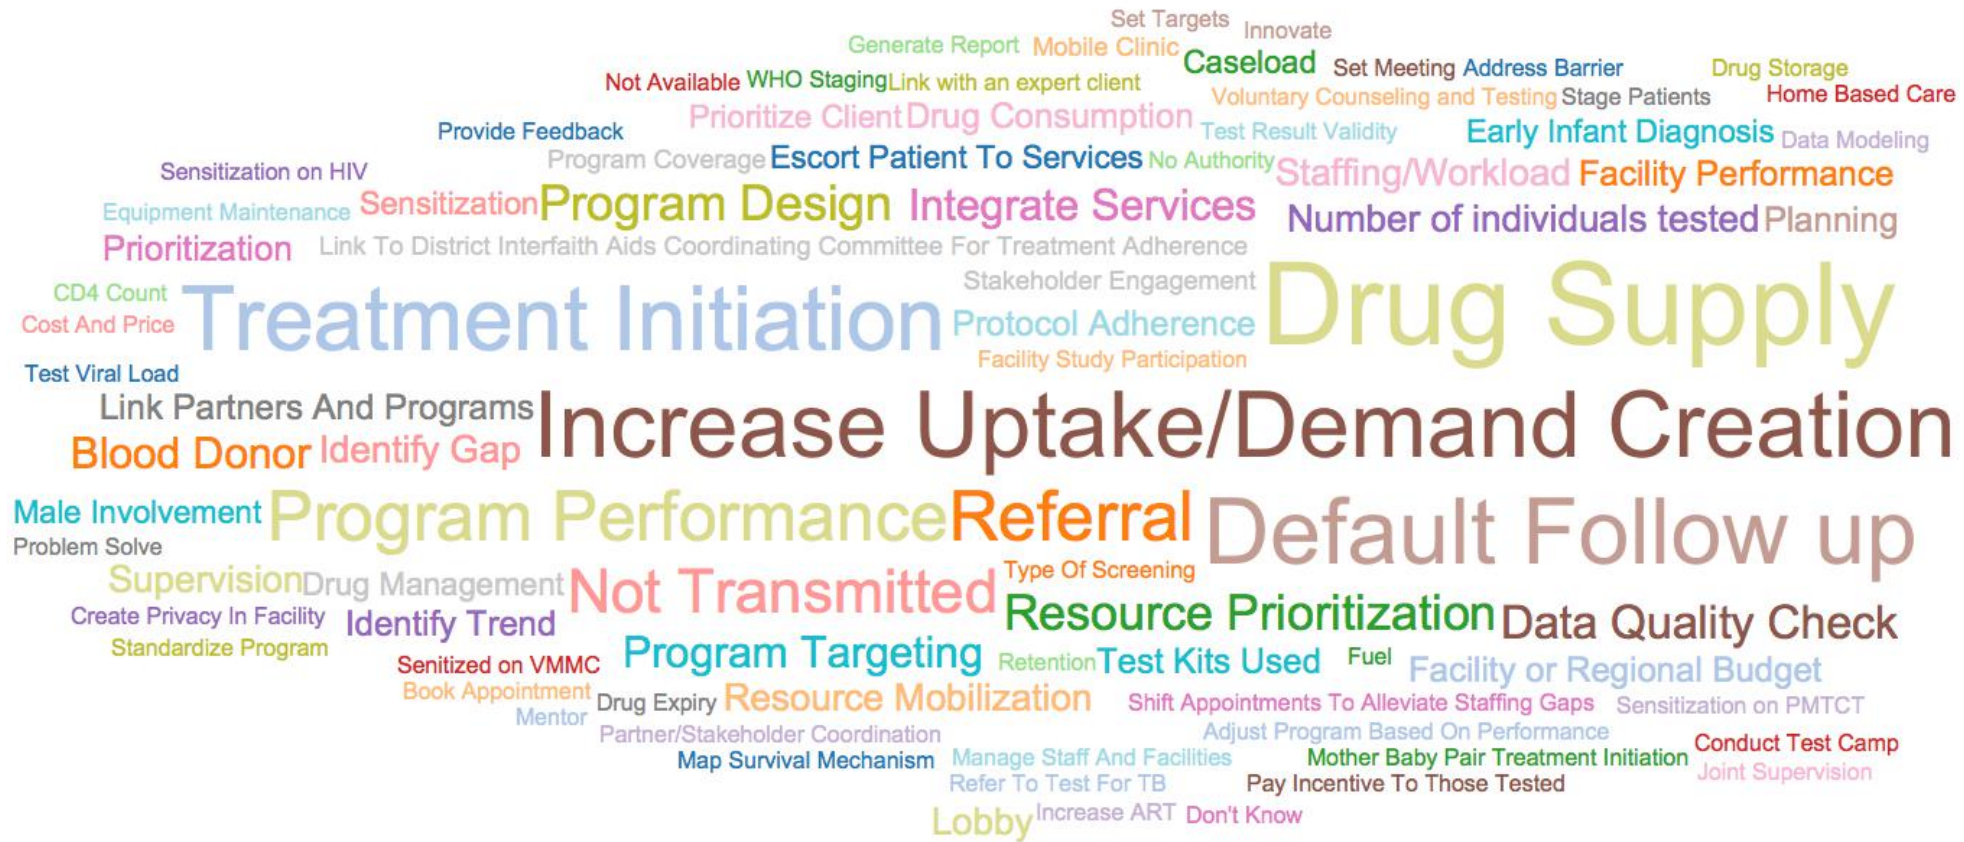 Set Targets Innovate
Generate Report Mobile Clinic Caseload Set Meeting Address Barrier Drug Storage
Not Available WHO Staging Link with an expert client Voluntary Counseling and Testing Stage Patients Home Based Care
Prioritize Client Drug Consumption
Provide Feedback Test Result Validity Early Infant Diagnosis Data Modeling
Program Coverage Escort Patient To Services No Authority
Sensitization on HIV Staffing/Workload Facility Performance
Equipment Maintenance Sensitization Program Design Integrate Services Number of individuals tested Planning
Prioritization Link To District Interfaith Aids Coordinating Committee For Treatment Adherence
Stakeholder Engagement
CD4 Count
Cost And Price Treatment Initiation Protocol Adherence Drug Supply
Facility Study Participation
Test Viral Load
Link Partners And Programs Increase Uptake/Demand Creation
Blood Donor Identify Gap
Male Involvement Program Performance Referral Default Follow up
Problem Solve
Supervision Drug Management Not Transmitted Type Of Screening
Create Privacy In Facility Identify Trend Resource Prioritization Data Quality Check
Standardize Program
Senitized on VMMC Program Targeting Retention Test Kits Used Fuel Facility or Regional Budget
Book Appointment Drug Expiry Resource Mobilization Shift Appointments To Alleviate Staffing Gaps Sensitization on PMTCT
Mentor Partner/Stakeholder Coordination Adjust Program Based On Performance
Map Survival Mechanism Manage Staff And Facilities Mother Baby Pair Treatment Initiation Conduct Test Camp
Refer To Test For TB Pay Incentive To Those Tested Joint Supervision
Lobby Increase ART Don't Know